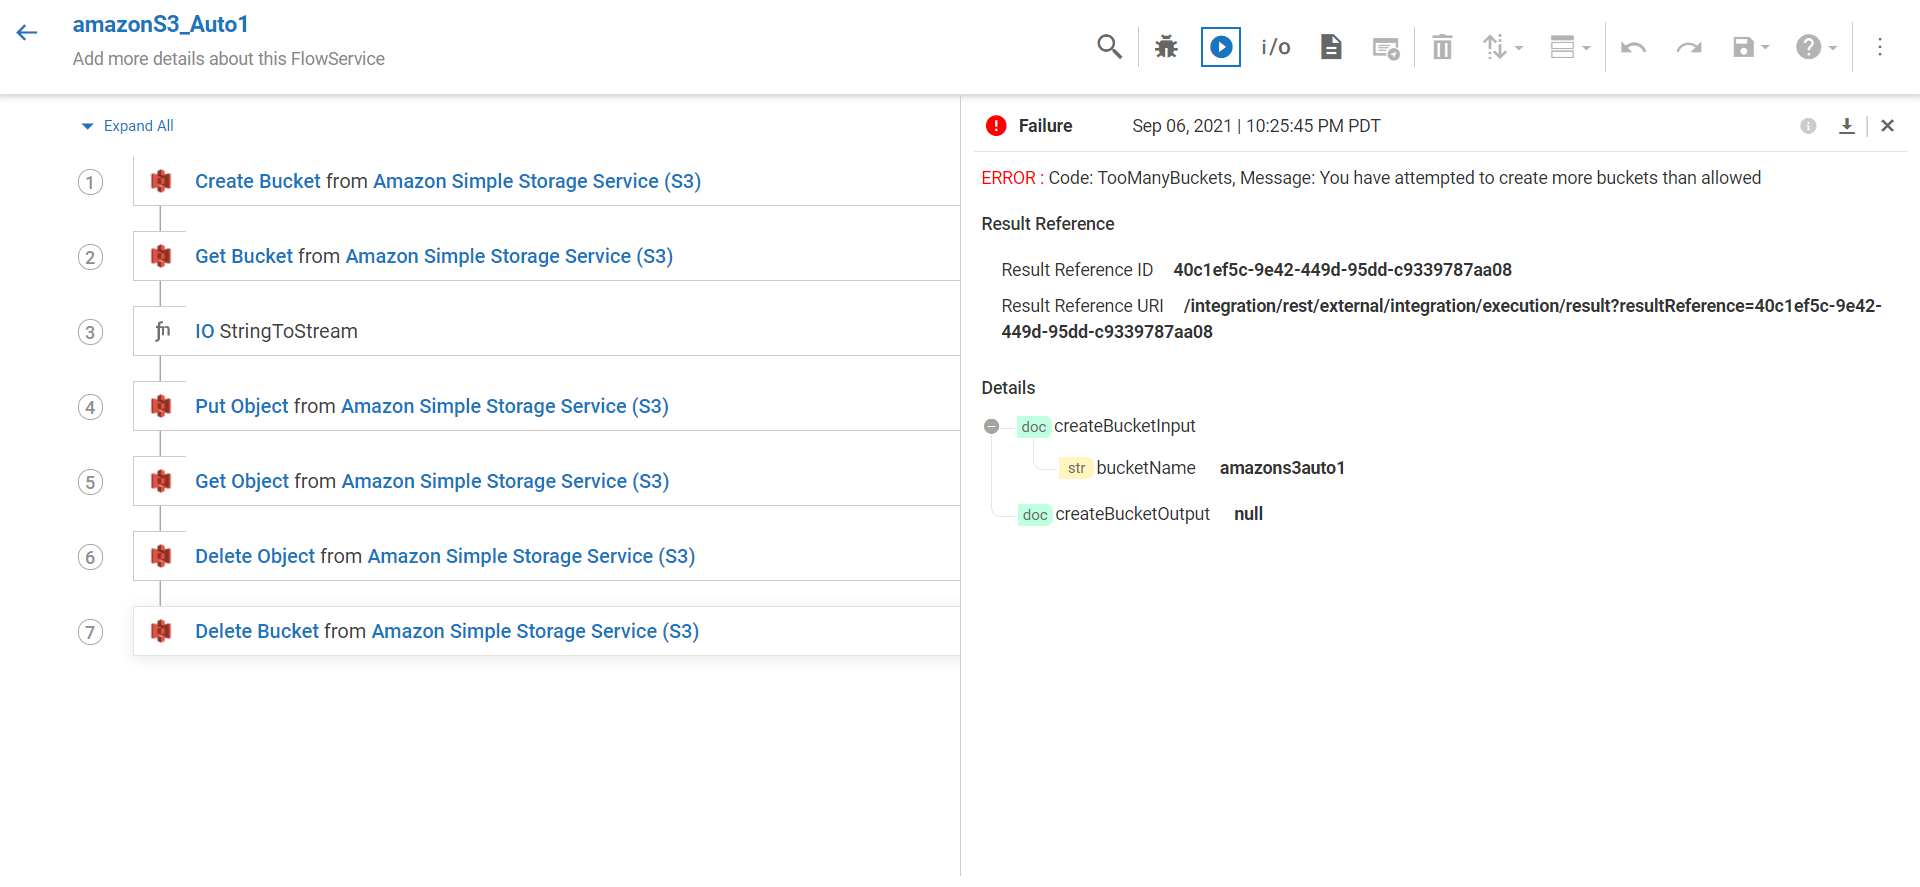 amazonS3_Auto1
Add more details about this FlowService
i/o
Expand All
1
Create Bucket from Amazon Simple Storage Service (S3)
2
Get Bucket from Amazon Simple Storage Service (S3)
3
fn IO StringToStream
4
Put Object from Amazon Simple Storage Service (S3)
5
Get Object from Amazon Simple Storage Service (S3)
6
Delete Object from Amazon Simple Storage Service (S3)
7
Delete Bucket from Amazon Simple Storage Service (S3)
Failure Sep 06, 2021 | 10:25:45 PM PDT
ERROR : Code: TooManyBuckets, Message: You have attempted to create more buckets than allowed
Result Reference
Result Reference ID 40c1ef5c-9e42-449d-95dd-c9339787aa08
Result Reference URI /integration/rest/external/integration/execution/result?resultReference=40c1ef5c-9e42-
449d-95dd-c9339787aa08
Details
doc createBucketInput
str bucketName amazons3auto1
doc createBucketOutput null